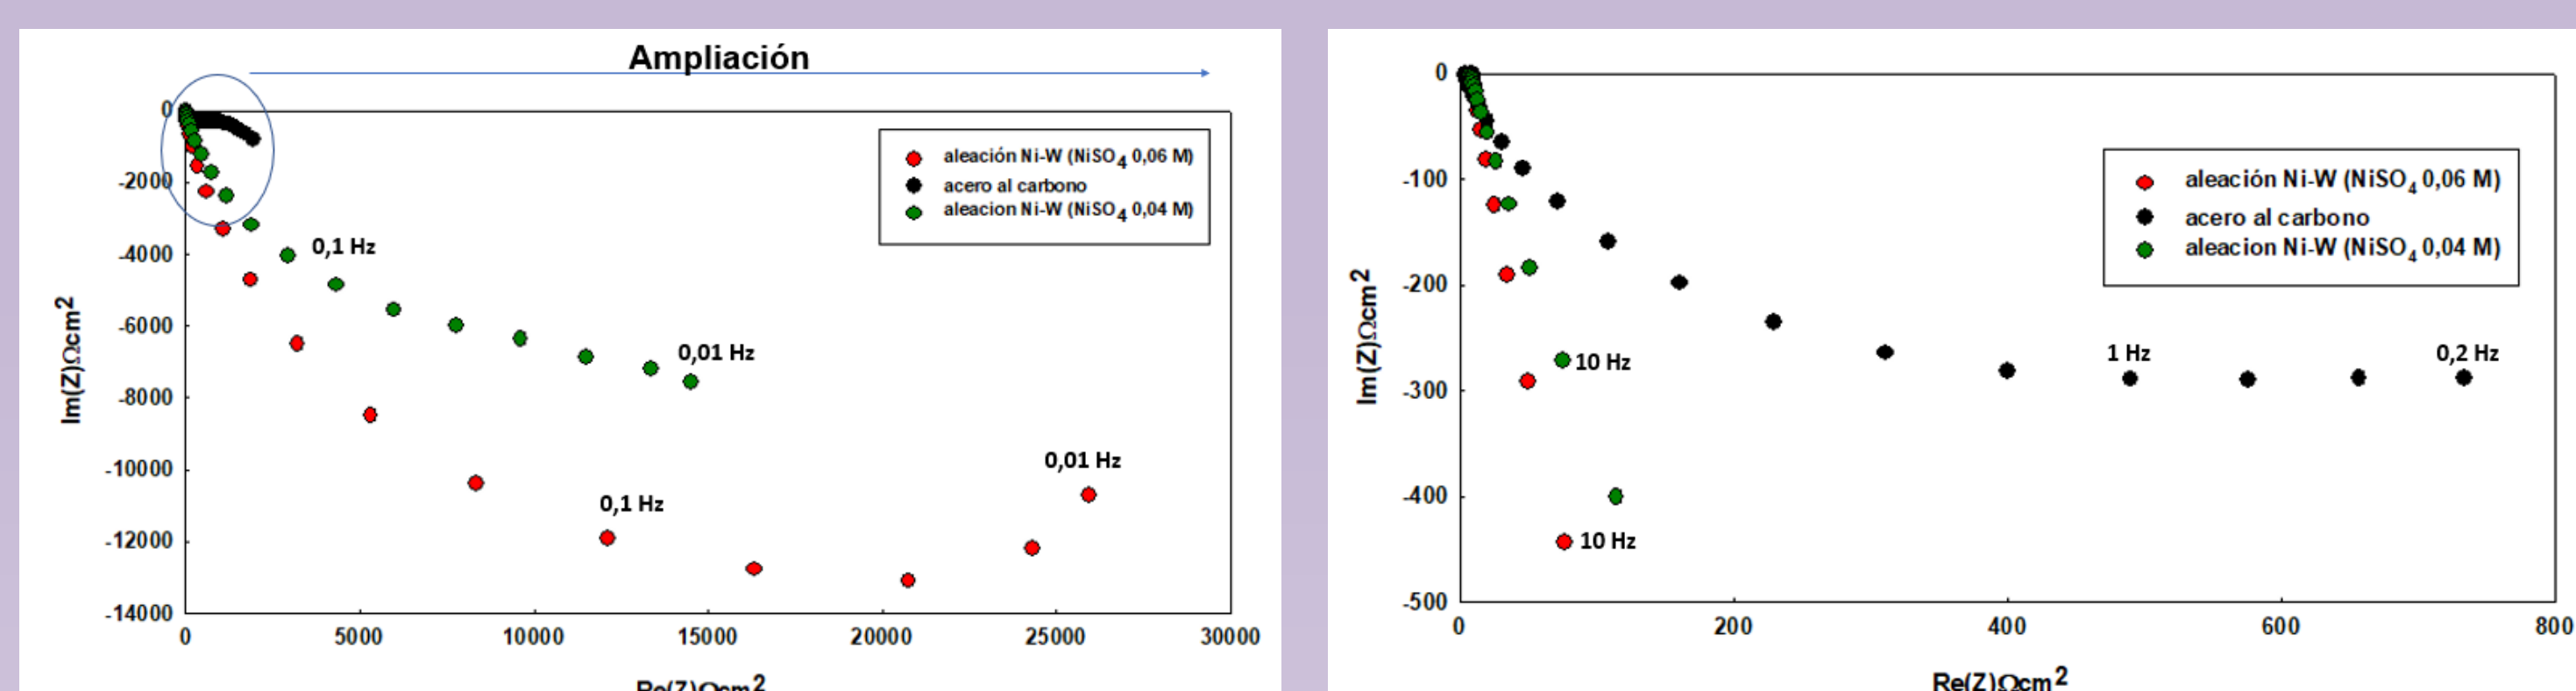 Ampliación
0
-2000
-4000
-6000
-8000
-10000
-12000
-14000
Im(Z)Ωcm2
aleación Ni-W (NiSO4 0,06 M)
acero al carbono
aleacion Ni-W (NiSO4 0,04 M)
0,1 Hz
0,01 Hz
0,01 Hz
0,1 Hz
0 5000 10000 15000 20000 25000 30000
Re(Z)Ωcm2
0
-100
-200
-300
-400
-500
Im(Z)Ωcm2
aleación Ni-W (NiSO4 0,06 M)
acero al carbono
aleacion Ni-W (NiSO4 0,04 M)
1 Hz
0,2 Hz
10 Hz
10 Hz
0 200 400 600 800
Re(Z)Ωcm2